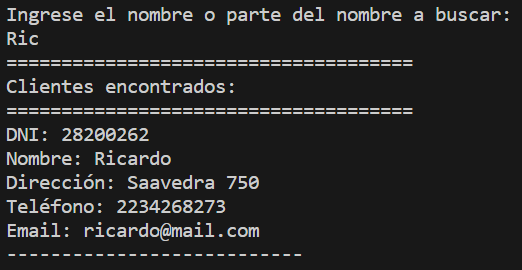 Ingrese el nombre o parte del nombre a buscar:
Ric
=====================================
Clientes encontrados:
=====================================
DNI: 28200262
Nombre: Ricardo
Dirección: Saavedra 750
Teléfono: 2234268273
Email: ricardo@mail.com
---------------------------